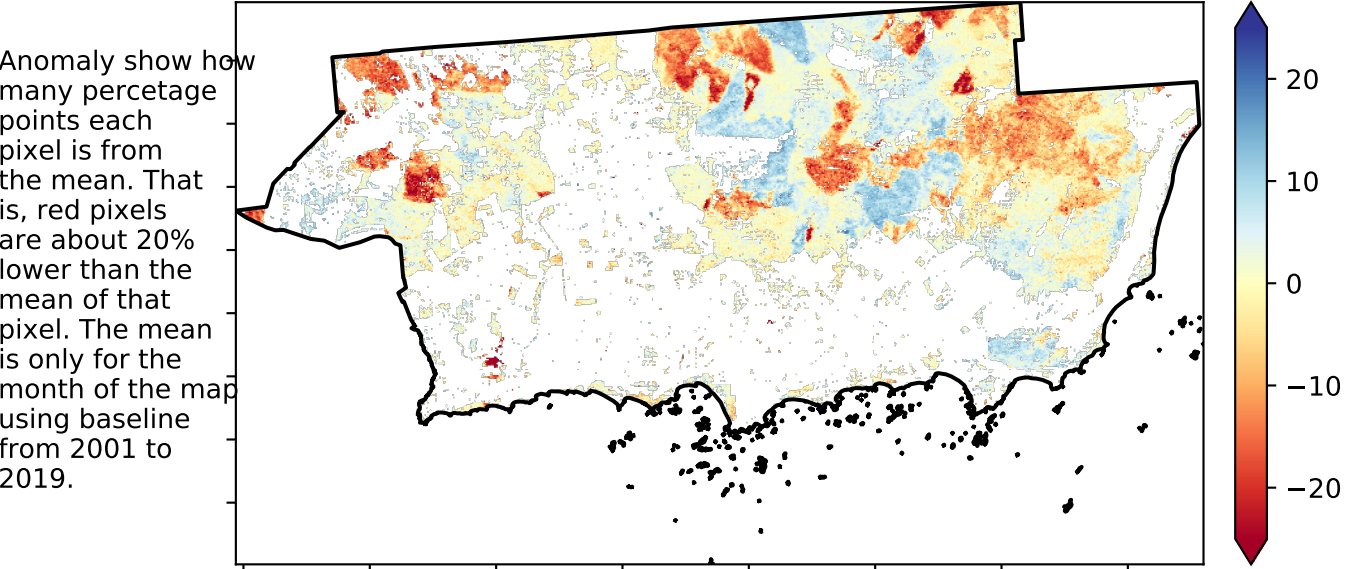 Anomaly show how
many percetage
points each
pixel is from
the mean. That
is, red pixels
are about 20%
lower than the
mean of that
pixel. The mean
is only for the
month of the map
using baseline
from 2001 to
2019.
20
10
0
−10
−20